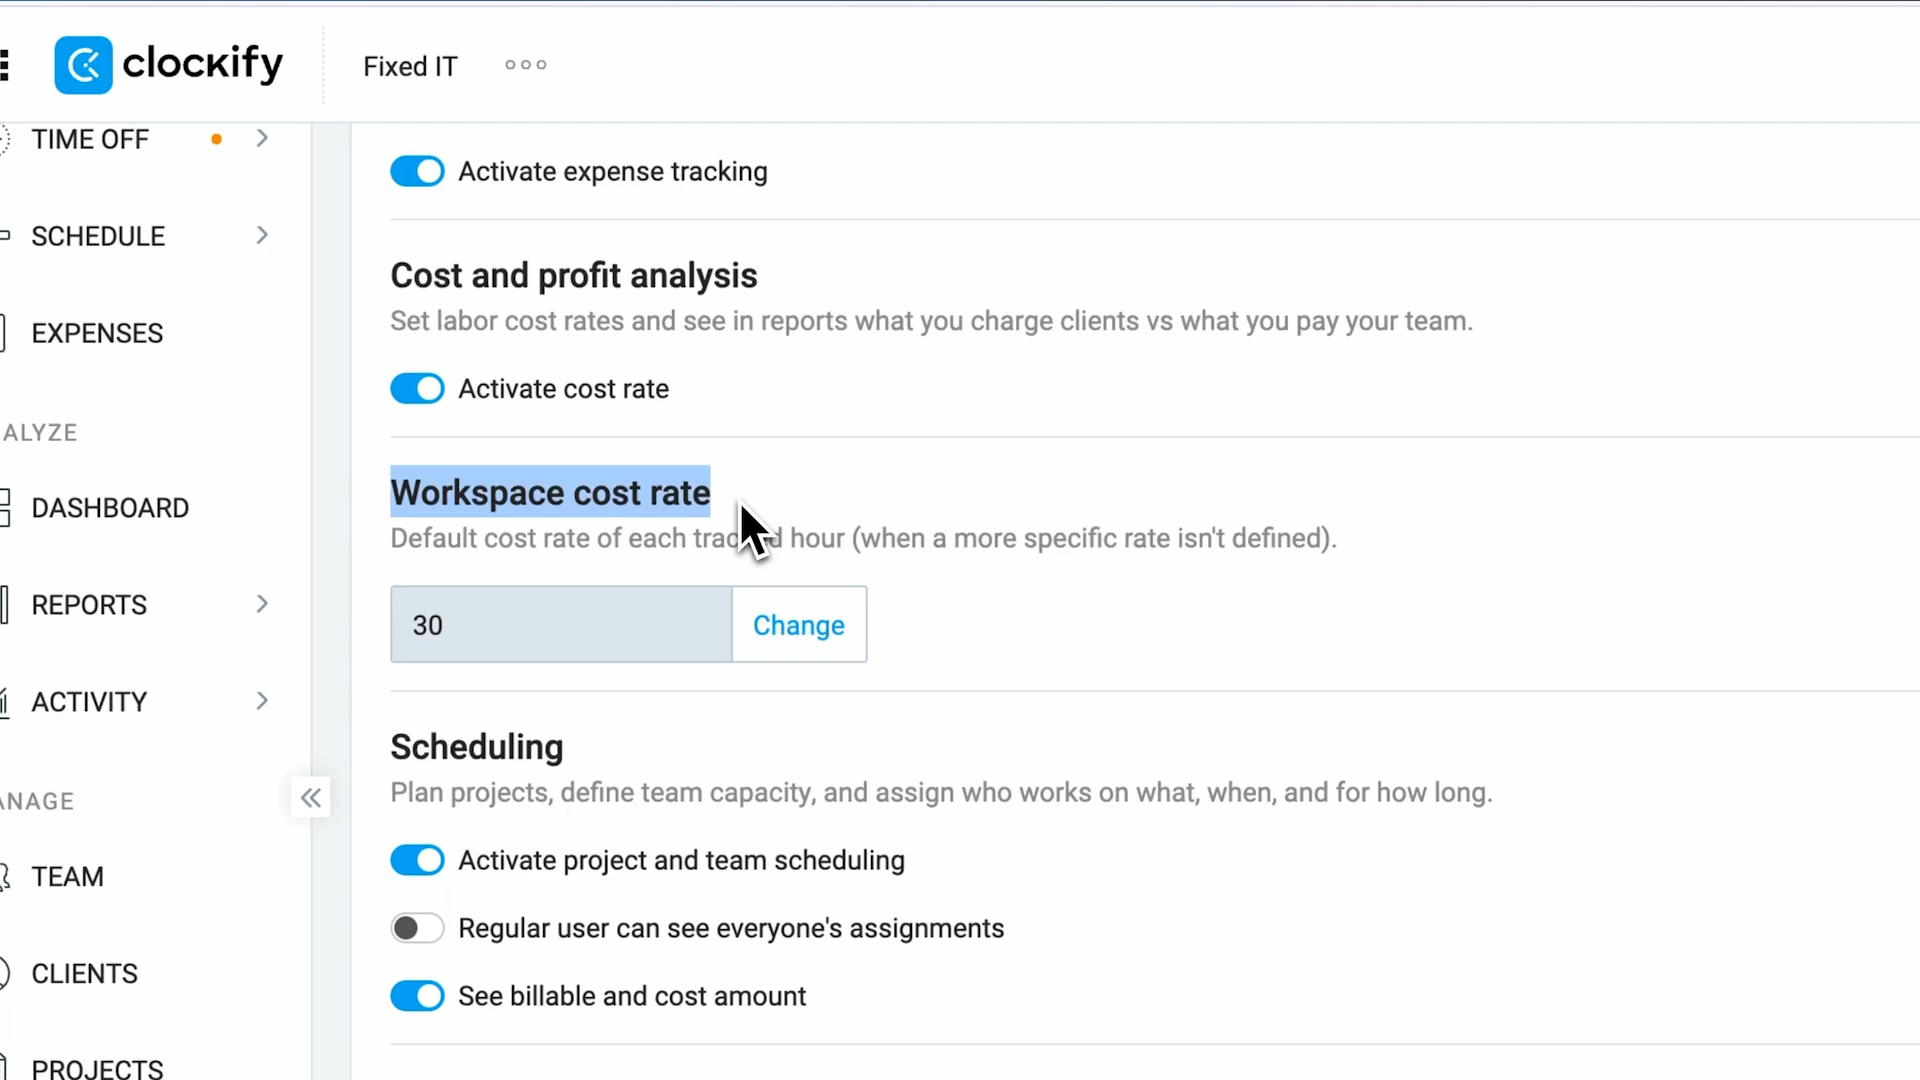 clockify
Fixed IT
TIME OFF
SCHEDULE
EXPENSES
ALYZE
DASHBOARD
REPORTS
ACTIVITY
ANAGE
TEAM
CLIENTS
PROJECTS
Activate expense tracking
Cost and profit analysis
Set labor cost rates and see in reports what you charge clients vs what you pay your team.
Activate cost rate
Workspace cost rate
Default cost rate of each tracked hour (when a more specific rate isn't defined).
30
Change
Scheduling
Plan projects, define team capacity, and assign who works on what, when, and for how long.
Activate project and team scheduling
Regular user can see everyone's assignments
See billable and cost amount